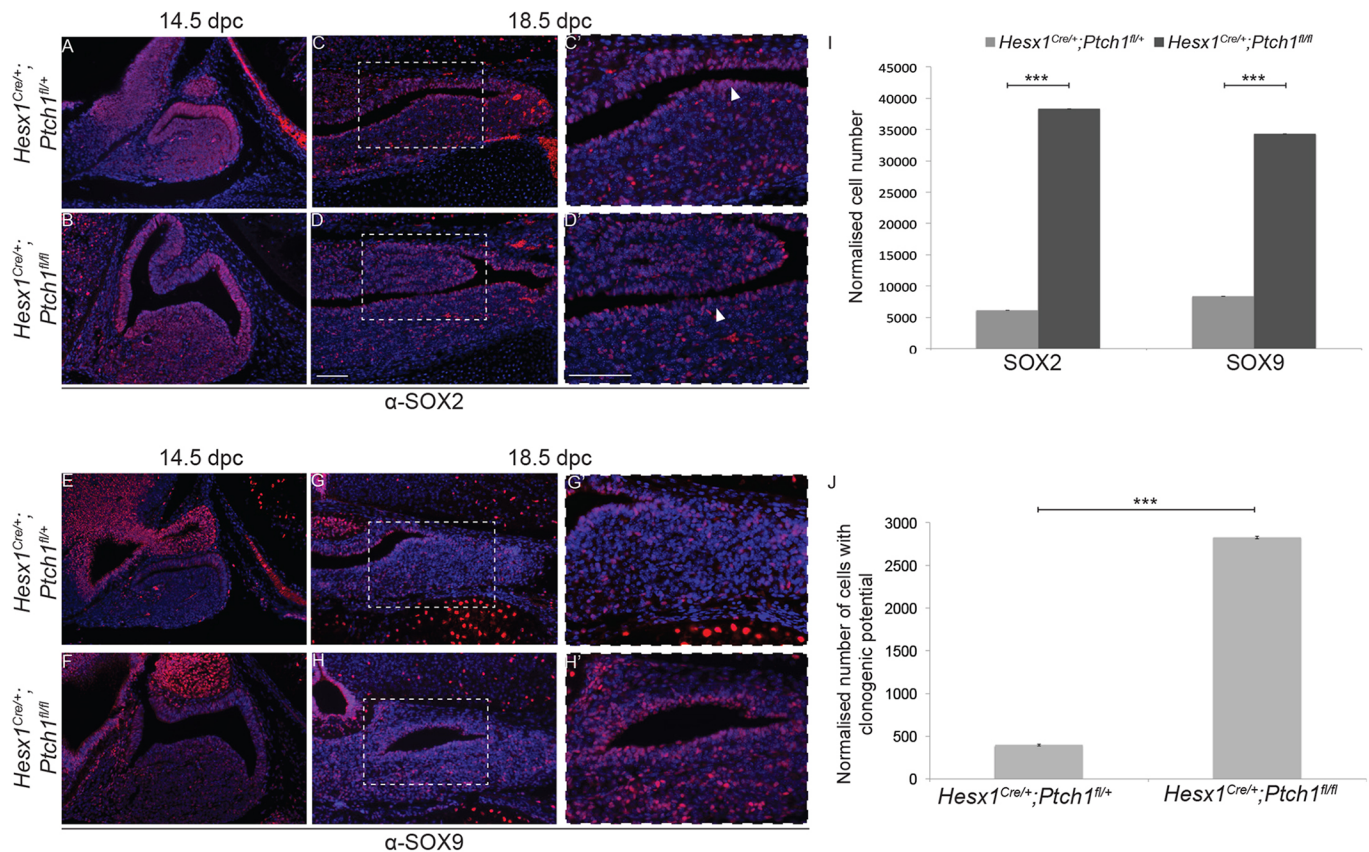 14.5 dpc
18.5 dpc
Hesx1Cre/+;
Ptch1fl/+
A
C
C'
Hesx1Cre/+;
Ptch1fl/fl
B
D
D'
α-SOX2
I
Hesx1Cre/+;Ptch1fl/+
Hesx1Cre/+;Ptch1fl/fl
Normalised cell number
45000
40000
35000
30000
25000
20000
15000
10000
5000
0
***
***
SOX2
SOX9
14.5 dpc
18.5 dpc
Hesx1Cre/+;
Ptch1fl/+
E
G
G'
Hesx1Cre/+;
Ptch1fl/fl
F
H
H'
α-SOX9
J
Normalised number of cells with
clonogenic potential
3000
2500
2000
1500
1000
500
0
***
Hesx1Cre/+;Ptch1fl/+
Hesx1Cre/+;Ptch1fl/fl